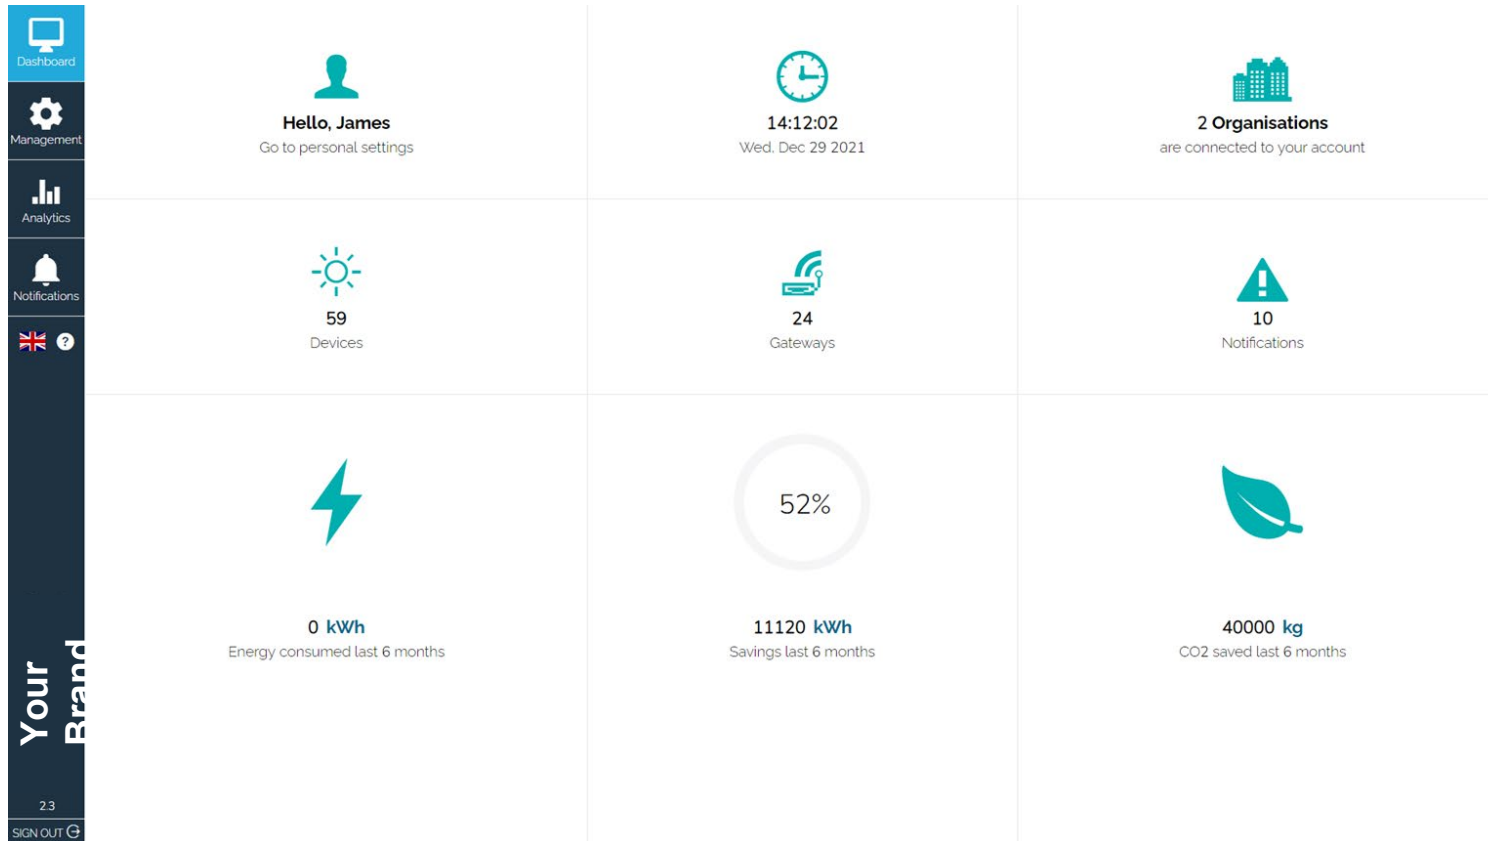 Dashboard
Management
Analytics
Notifications
?
Hello, James
Go to personal settings
14:12:02
Wed. Dec 29 2021
2 Organisations
are connected to your account
59
Devices
24
Gateways
10
Notifications
0 kWh
Energy consumed last 6 months
52%
11120 kWh
Savings last 6 months
40000 kg
CO2 saved last 6 months
Your
Brand
2.3
SIGN OUT